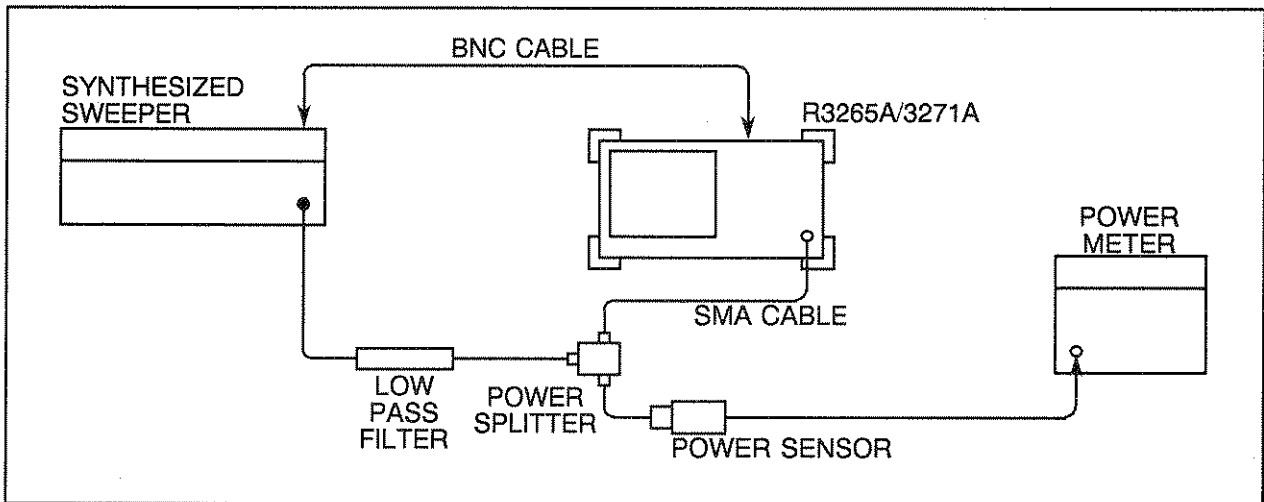 BNC CABLE
SYNTHESIZED
SWEEPER
R3265A/3271A
POWER
METER
SMA CABLE
LOW
PASS
FILTER
POWER
SPLITTER
POWER SENSOR